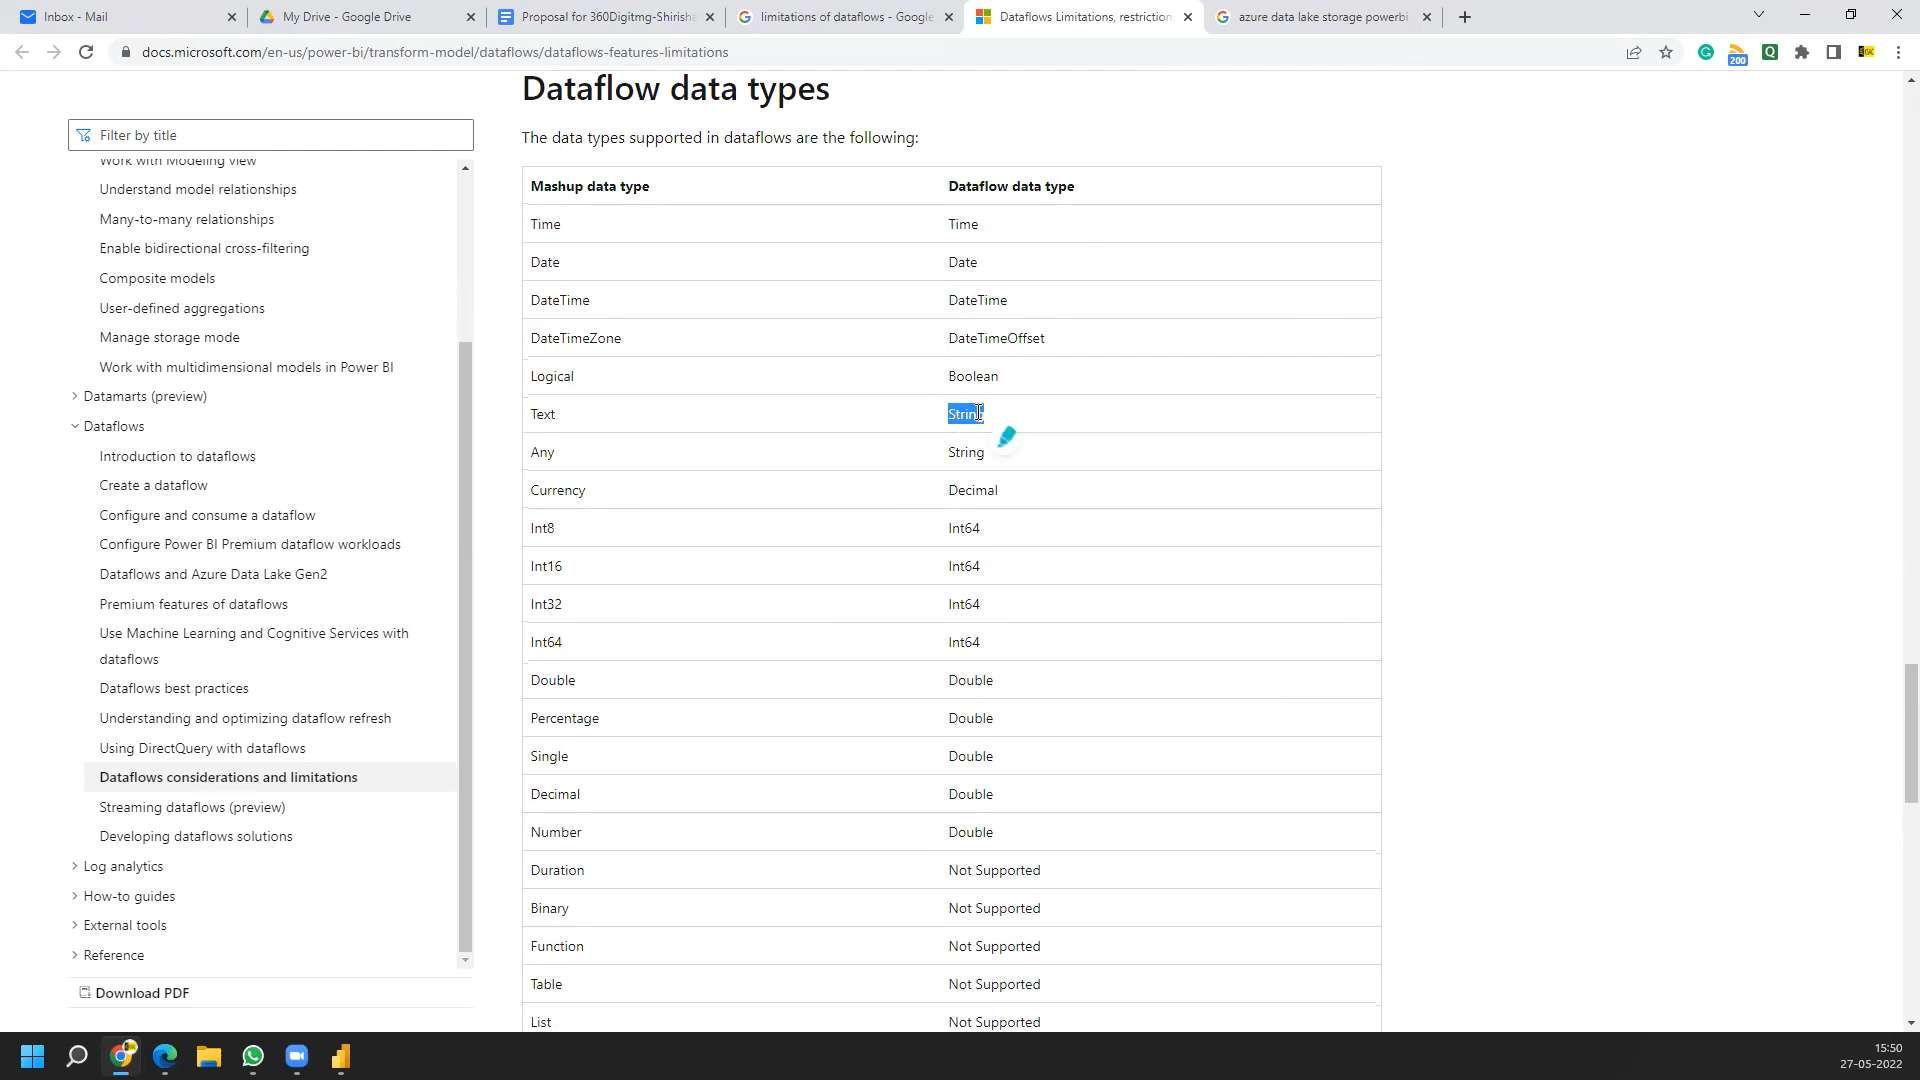 Inbox - Mail
My Drive - Google Drive
Proposal for 360Digitmg-Shirisha
limitations of dataflows - Google
Dataflows Limitations, restriction
azure data lake storage powerbi
docs.microsoft.com/en-us/power-bi/transform-model/dataflows/dataflows-features-limitations
200
Filter by title
Work with Modeling view
Understand model relationships
Many-to-many relationships
Enable bidirectional cross-filtering
Composite models
User-defined aggregations
Manage storage mode
Work with multidimensional models in Power BI
Datamarts (preview)
Dataflows
Introduction to dataflows
Create a dataflow
Configure and consume a dataflow
Configure Power BI Premium dataflow workloads
Dataflows and Azure Data Lake Gen2
Premium features of dataflows
Use Machine Learning and Cognitive Services with
dataflows
Dataflows best practices
Understanding and optimizing dataflow refresh
Using DirectQuery with dataflows
Dataflows considerations and limitations
Streaming dataflows (preview)
Developing dataflows solutions
Log analytics
How-to guides
External tools
Reference
Download PDF
Dataflow data types
The data types supported in dataflows are the following:
Mashup data type Dataflow data type
Time Time
Date Date
DateTime DateTime
DateTimeZone DateTimeOffset
Logical Boolean
Text String
Any String
Currency Decimal
Int8 Int64
Int16 Int64
Int32 Int64
Int64 Int64
Double Double
Percentage Double
Single Double
Decimal Double
Number Double
Duration Not Supported
Binary Not Supported
Function Not Supported
Table Not Supported
List Not Supported
15:50
27-05-2022